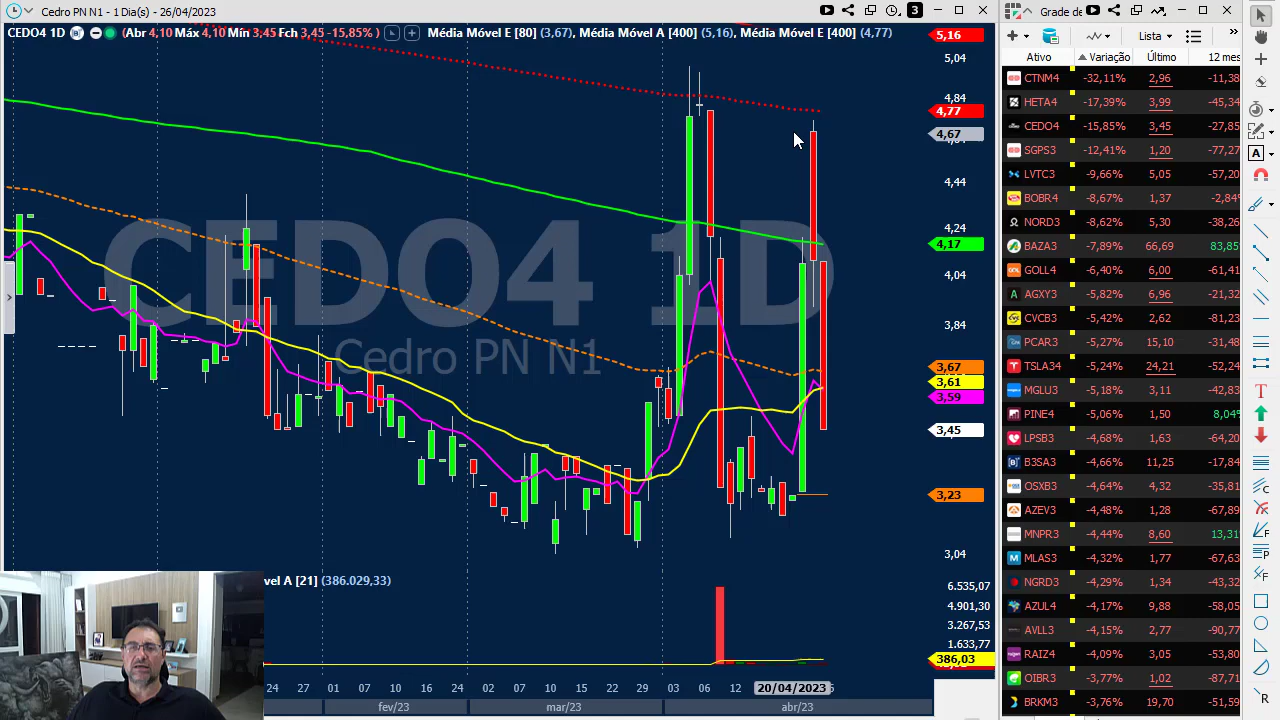 Cedro PN N1 - 1 Dia(s) - 26/04/2023
3
CEDO4 1D
(Abr 4,10 Máx 4,10 Mín 3,45 Fch 3,45 -15,85%)
Média Móvel E [80] (3,67), Média Móvel A [400] (5,16), Média Móvel E [400] (4,77)
5,16
5,04
4,84
4,77
4,67
4,44
4,24
4,17
4,04
3,84
3,67
3,61
3,59
3,45
3,23
3,04
CEDO4 1D
Cedro PN N1
vel A [21] (386.029,33)
6.535,07
4.901,30
3.267,53
1.633,77
386,03
24 27 01 07 10 16 24 02 07 10 16 21 24 29 03 06 12 20/04/2023
fev/23 mar/23 abr/23
Grade de
Lista
Ativo Variação Último 12 mes
CTNM4 -32,11% 2,96 -11,38
HETA4 -17,39% 3,99 -45,34
CEDO4 -15,85% 3,45 -27,85
SGPS3 -12,41% 1,20 -77,27
LVTC3 -9,66% 5,05 -57,20
BOBR4 -8,67% 1,37 -2,84
NORD3 -8,62% 5,30 -38,26
BAZA3 -7,89% 66,69 83,85
GOLL4 -6,40% 6,00 -61,41
AGXY3 -5,82% 6,96 -21,32
CVCB3 -5,42% 2,62 -81,23
PCAR3 -5,27% 15,10 -31,48
TSLA34 -5,24% 24,21 -52,24
MGLU3 -5,18% 3,11 -42,83
PINE4 -5,06% 1,50 8,04
LPSB3 -4,68% 1,63 -64,20
B3SA3 -4,66% 11,25 -17,84
OSXB3 -4,64% 4,32 -35,81
AZEV3 -4,48% 1,28 -67,89
MNPR3 -4,44% 8,60 13,31
MLAS3 -4,32% 1,77 -67,63
NGRD3 -4,29% 1,34 -43,32
AZUL4 -4,17% 9,88 -58,05
AVLL3 -4,15% 2,77 -90,77
RAIZ4 -4,09% 3,05 -53,80
OIBR3 -3,77% 1,02 -87,71
BRKM3 -3,76% 19,70 -51,59
A
T
C
F
P
F
R